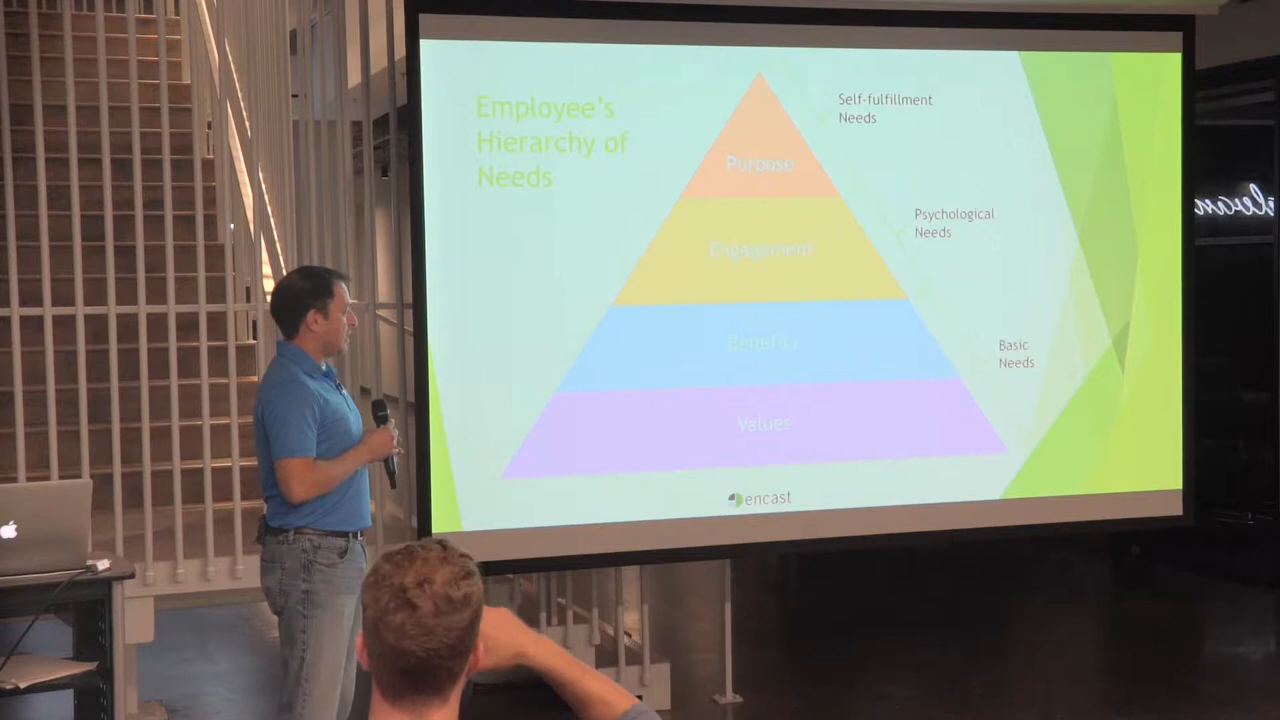 Employee's
Hierarchy of
Needs
Self-fulfillment
Needs
Purpose
Psychological
Needs
Engagement
Basic
Needs
Benefits
Values
encast